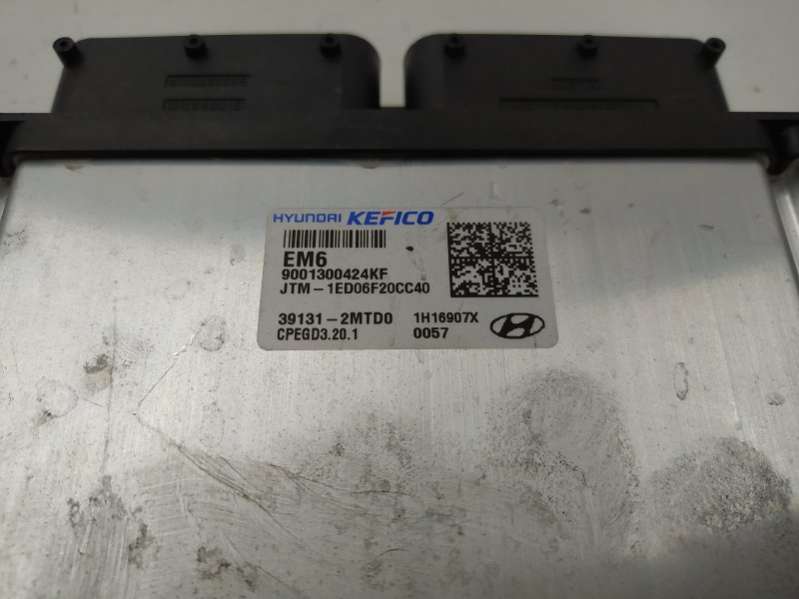 HYUNDAI KEFICO
EM6
9001300424KF
JTM-1ED06F20CC40
39131-2MTD0 1H16907X
CPEGD3.20.1 0057